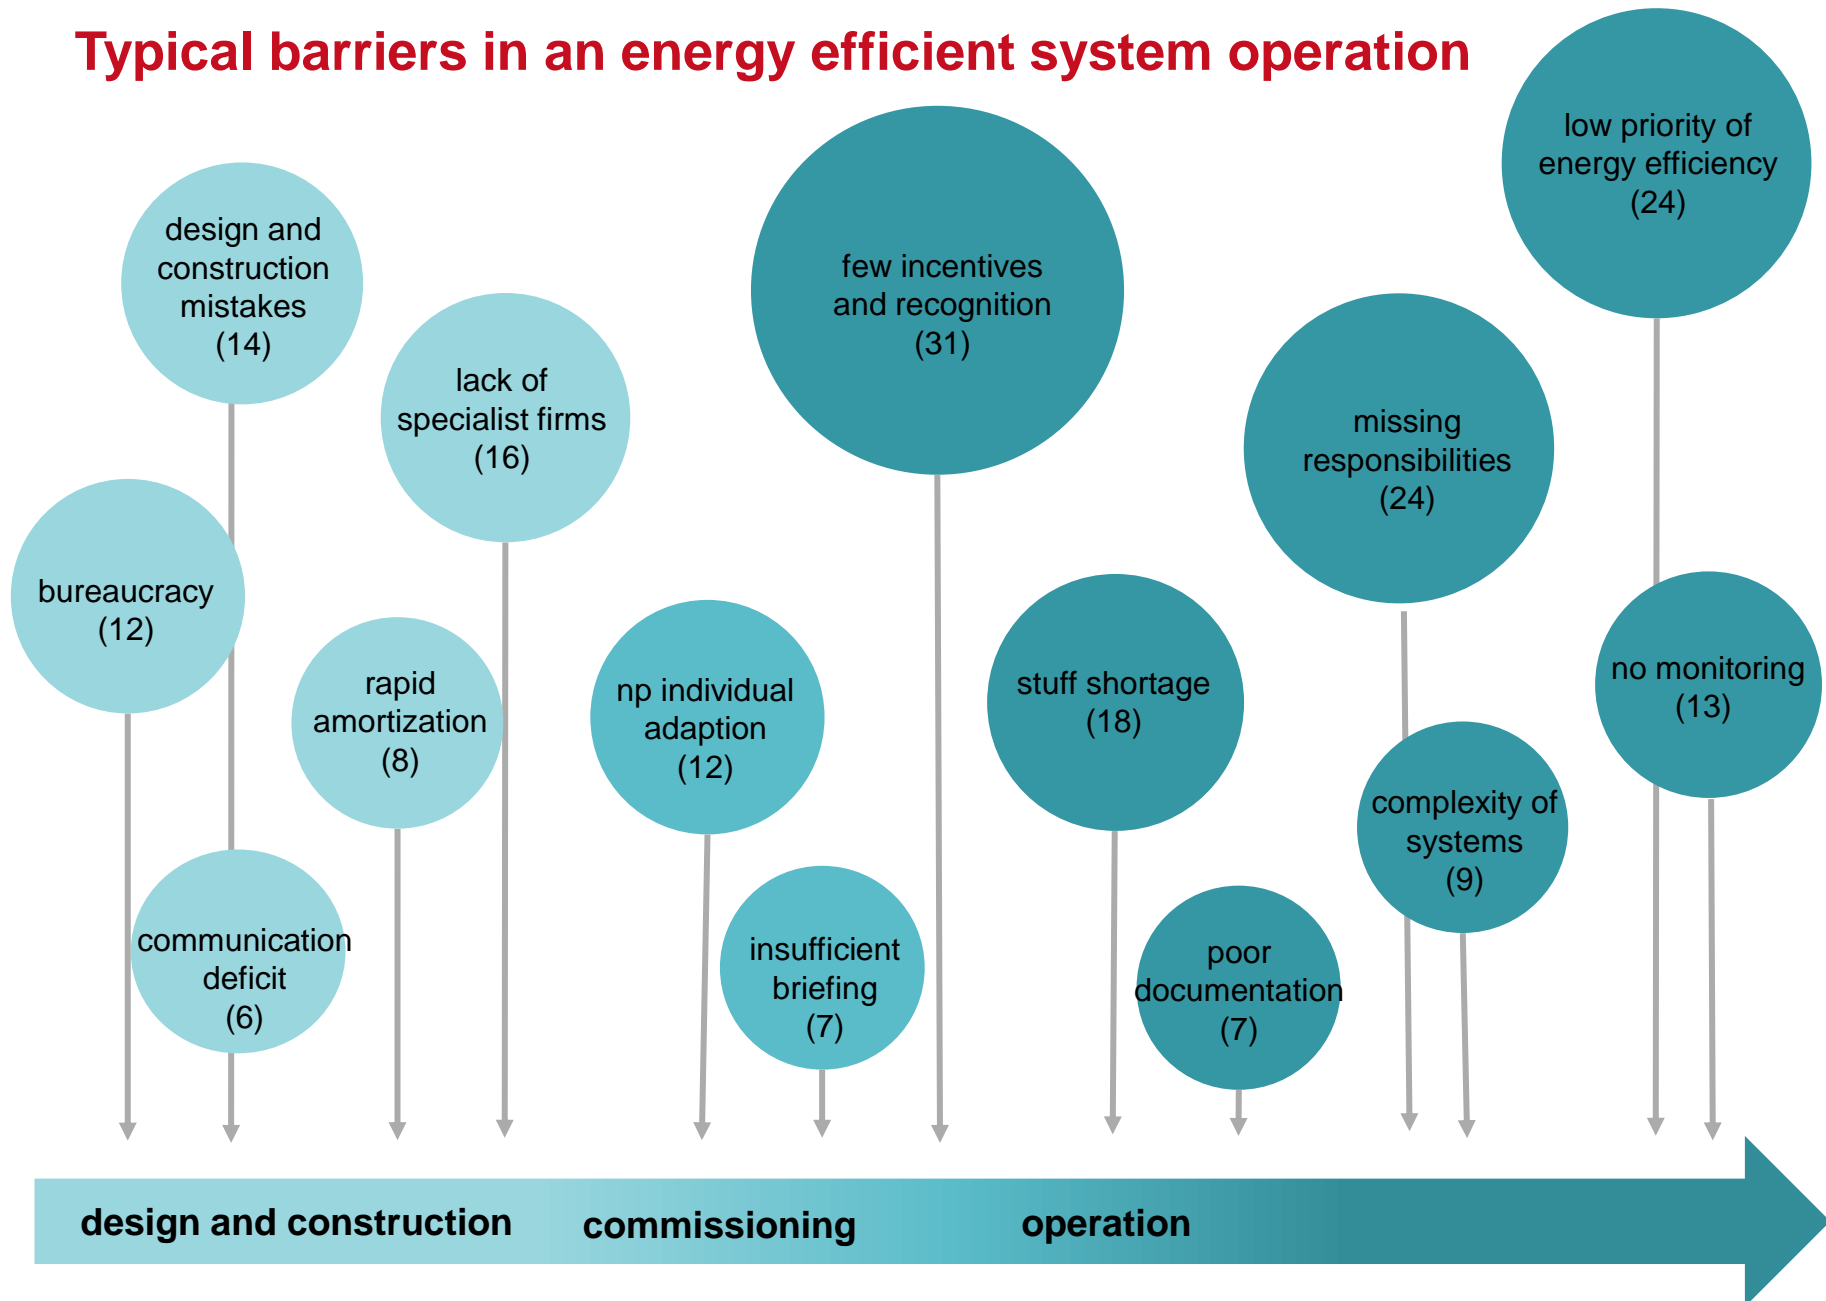 Typical barriers in an energy efficient system operation
low priority of
energy efficiency
(24)
design and
construction
mistakes
(14)
few incentives
and recognition
(31)
lack of
specialist firms
(16)
missing
responsibilities
(24)
bureaucracy
(12)
rapid
amortization
(8)
np individual
adaption
(12)
stuff shortage
(18)
no monitoring
(13)
complexity of
systems
(9)
communication
deficit
(6)
insufficient
briefing
(7)
poor
documentation
(7)
design and construction
commissioning
operation